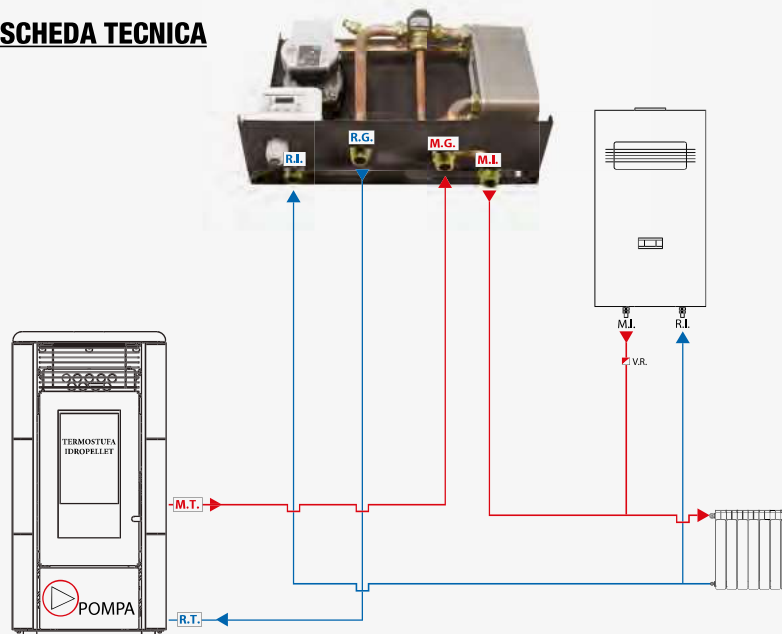 SCHEDA TECNICA
R.I.
R.G.
M.G.
M.I.
M.I.
R.I.
V.R.
TERMOSTUFA
IDROPELLET
M.T.
POMPA
R.T.